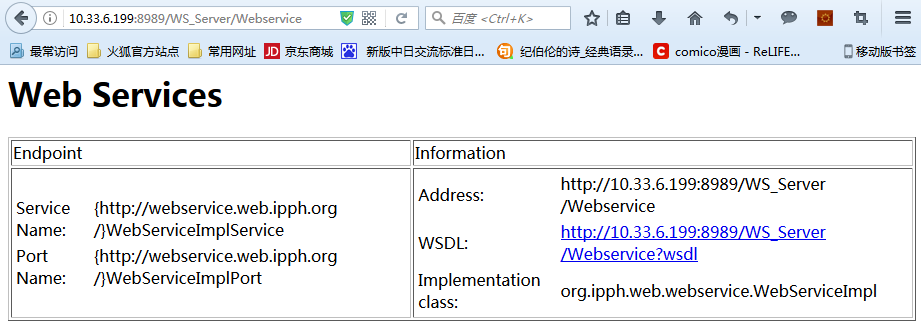 10.33.6.199:8989/WS_Server/Webservice
百度 <Ctrl+K>
最常访问 火狐官方站点 常用网址 JD 京东商城 新版中日交流标准日... 纪伯伦的诗_经典语录... C comico漫画 - ReLIFE... 移动版书签
Web Services
Endpoint Information
Service Name: {http://webservice.web.ipph.org
/}WebServiceImplService
Port Name: {http://webservice.web.ipph.org
/}WebServiceImplPort
Address: http://10.33.6.199:8989/WS_Server
/Webservice
WSDL: http://10.33.6.199:8989/WS_Server
/Webservice?wsdl
Implementation
class: org.ipph.web.webservice.WebServiceImpl